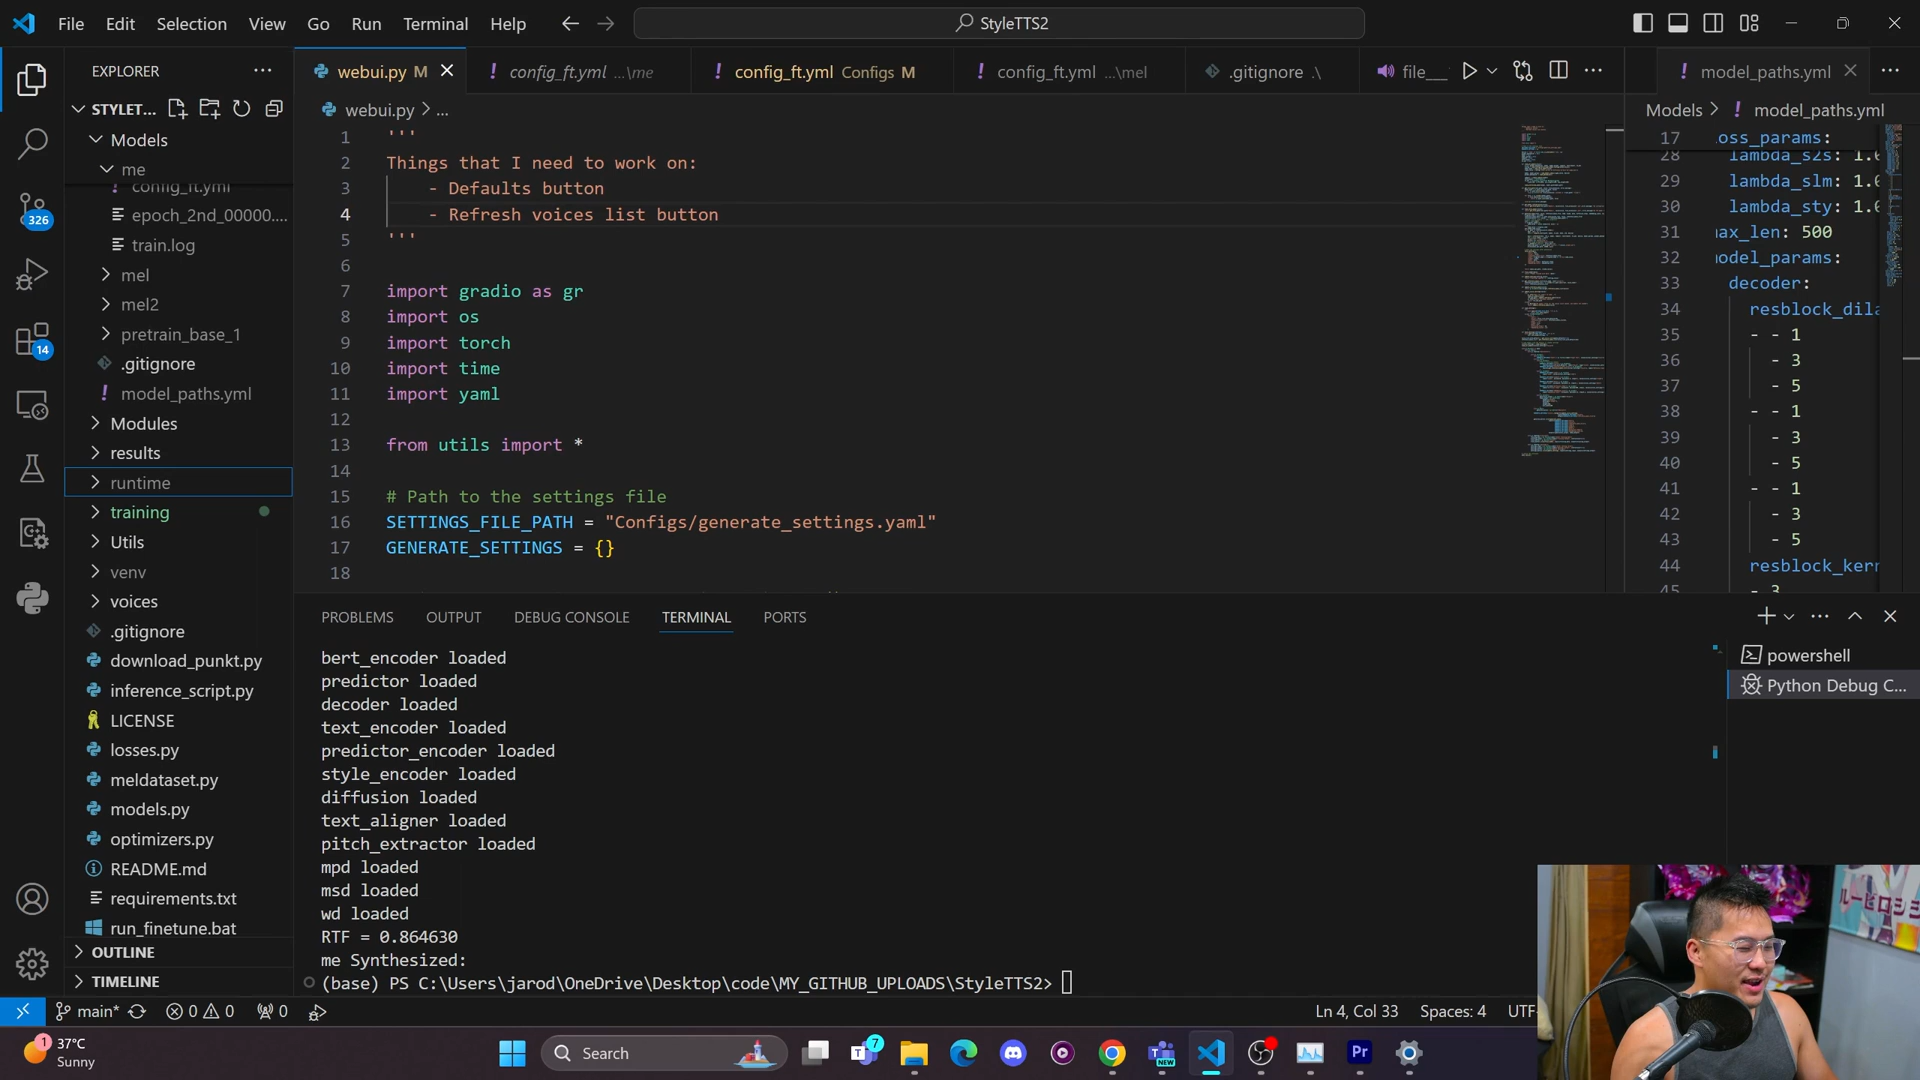 File Edit Selection View Go Run Terminal Help
StyleTTS2
EXPLORER
STYLET...
Models
me
config_ft.yml
epoch_2nd_00000....
train.log
mel
mel2
pretrain_base_1
.gitignore
model_paths.yml
Modules
results
runtime
training
Utils
venv
voices
.gitignore
download_punkt.py
inference_script.py
LICENSE
losses.py
meldataset.py
models.py
optimizers.py
README.md
requirements.txt
run_finetune.bat
OUTLINE
TIMELINE
326
14
webui.py M
config_ft.yml ...\me
config_ft.yml Configs M
config_ft.yml ...\mel
.gitignore .\
file__
webui.py > ...
1 '''
2 Things that I need to work on:
3 - Defaults button
4 - Refresh voices list button
5 '''
6
7 import gradio as gr
8 import os
9 import torch
10 import time
11 import yaml
12
13 from utils import *
14
15 # Path to the settings file
16 SETTINGS_FILE_PATH = "Configs/generate_settings.yaml"
17 GENERATE_SETTINGS = {}
18
model_paths.yml
Models > ! model_paths.yml
17 oss_params:
28 lambda_s2s: 1.0
29 lambda_slm: 1.0
30 lambda_sty: 1.0
31 ax_len: 500
32 odel_params:
33 decoder:
34 resblock_dila
35 - - 1
36 - 3
37 - 5
38 - - 1
39 - 3
40 - 5
41 - - 1
42 - 3
43 - 5
44 resblock_kern
45 - 3
PROBLEMS OUTPUT DEBUG CONSOLE TERMINAL PORTS
bert_encoder loaded
predictor loaded
decoder loaded
text_encoder loaded
predictor_encoder loaded
style_encoder loaded
diffusion loaded
text_aligner loaded
pitch_extractor loaded
mpd loaded
msd loaded
wd loaded
RTF = 0.864630
me Synthesized:
(base) PS C:\Users\jarod\OneDrive\Desktop\code\MY_GITHUB_UPLOADS\StyleTTS2>
powershell
Python Debug C...
main* 0 0 0
Ln 4, Col 33 Spaces: 4 UTF
1
37°C
Sunny
Search
7
NEW
Pr